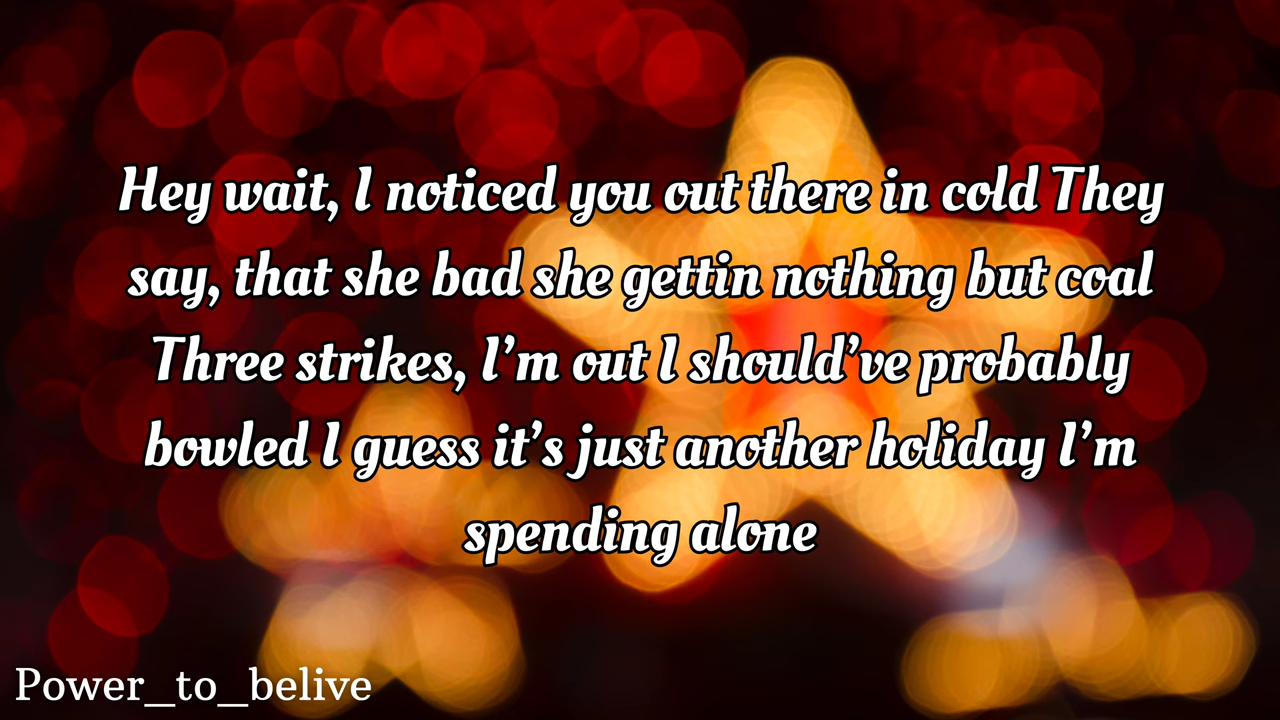 Hey wait, I noticed you out there in cold They
say, that she bad she gettin nothing but coal
Three strikes, I’m out I should’ve probably
bowled I guess it’s just another holiday I’m
spending alone
Power_to_belive